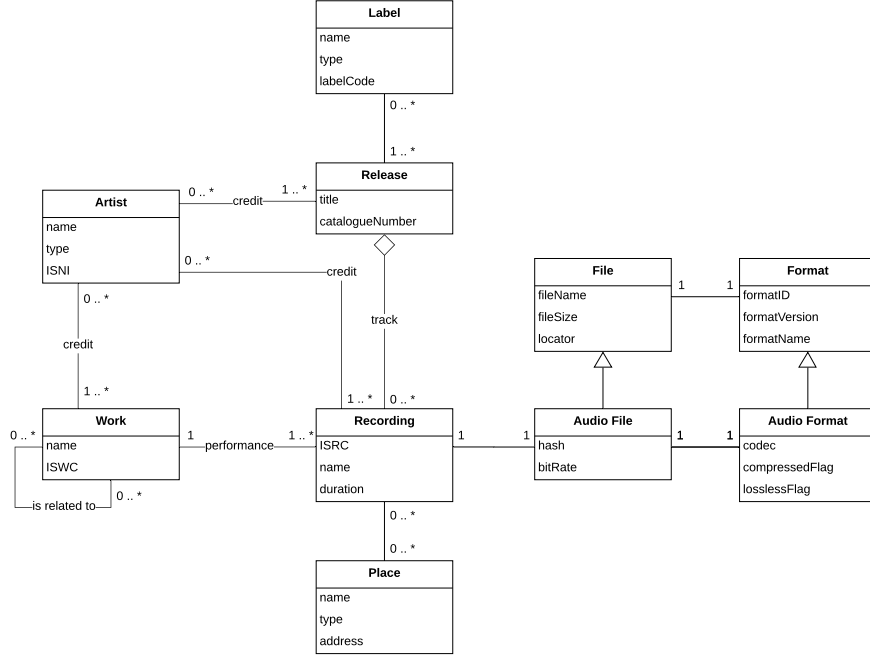 Label
name
type
labelCode
0 .. *
1 .. *
Release
title
catalogueNumber
Artist
name
type
ISNI
0 .. *
credit
1 .. *
0 .. *
credit
1 .. *
track
0 .. *
0 .. *
credit
1 .. *
File
fileName
fileSize
locator
1
1
Format
formatID
formatVersion
formatName
Work
name
ISWC
0 .. *
is related to
0 .. *
1
performance
1 .. *
Recording
ISRC
name
duration
1
1
Audio File
hash
bitRate
1
1
Audio Format
codec
compressedFlag
losslessFlag
0 .. *
0 .. *
Place
name
type
address